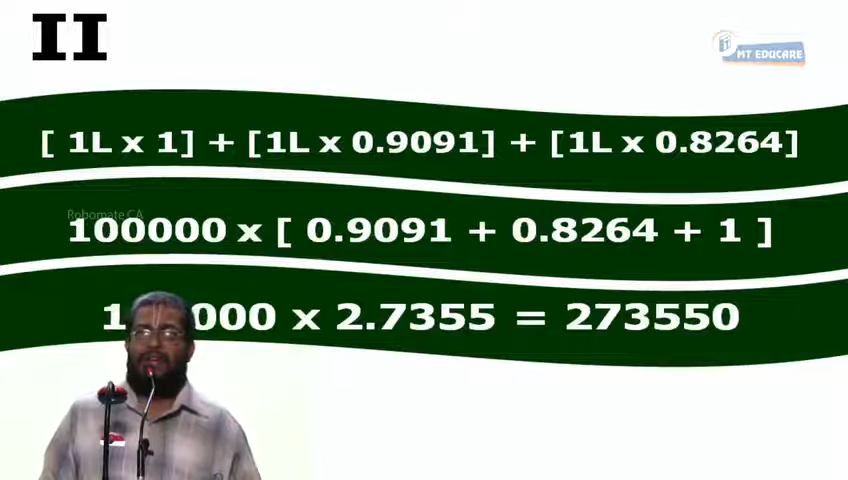 II
MT EDUCARE
[ 1L x 1] + [1L x 0.9091] + [1L x 0.8264]
Robomate CA
100000 x [ 0.9091 + 0.8264 + 1 ]
1 000 x 2.7355 = 273550